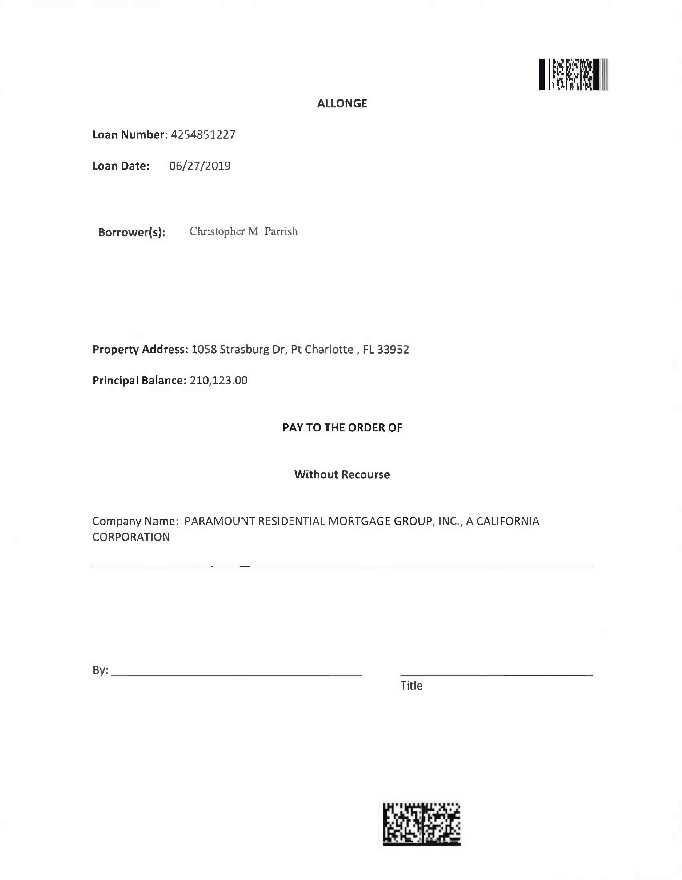 ALLONGE
Loan Number: 4254851227
Loan Date: 06/27/2019
Borrower(s): Christopher M Parrish
Property Address: 1058 Strasburg Dr, Pt Charlotte , FL 33952
Principal Balance: 210,123.00
PAY TO THE ORDER OF
Without Recourse
Company Name: PARAMOUNT RESIDENTIAL MORTGAGE GROUP, INC., A CALIFORNIA
CORPORATION
By:
Title